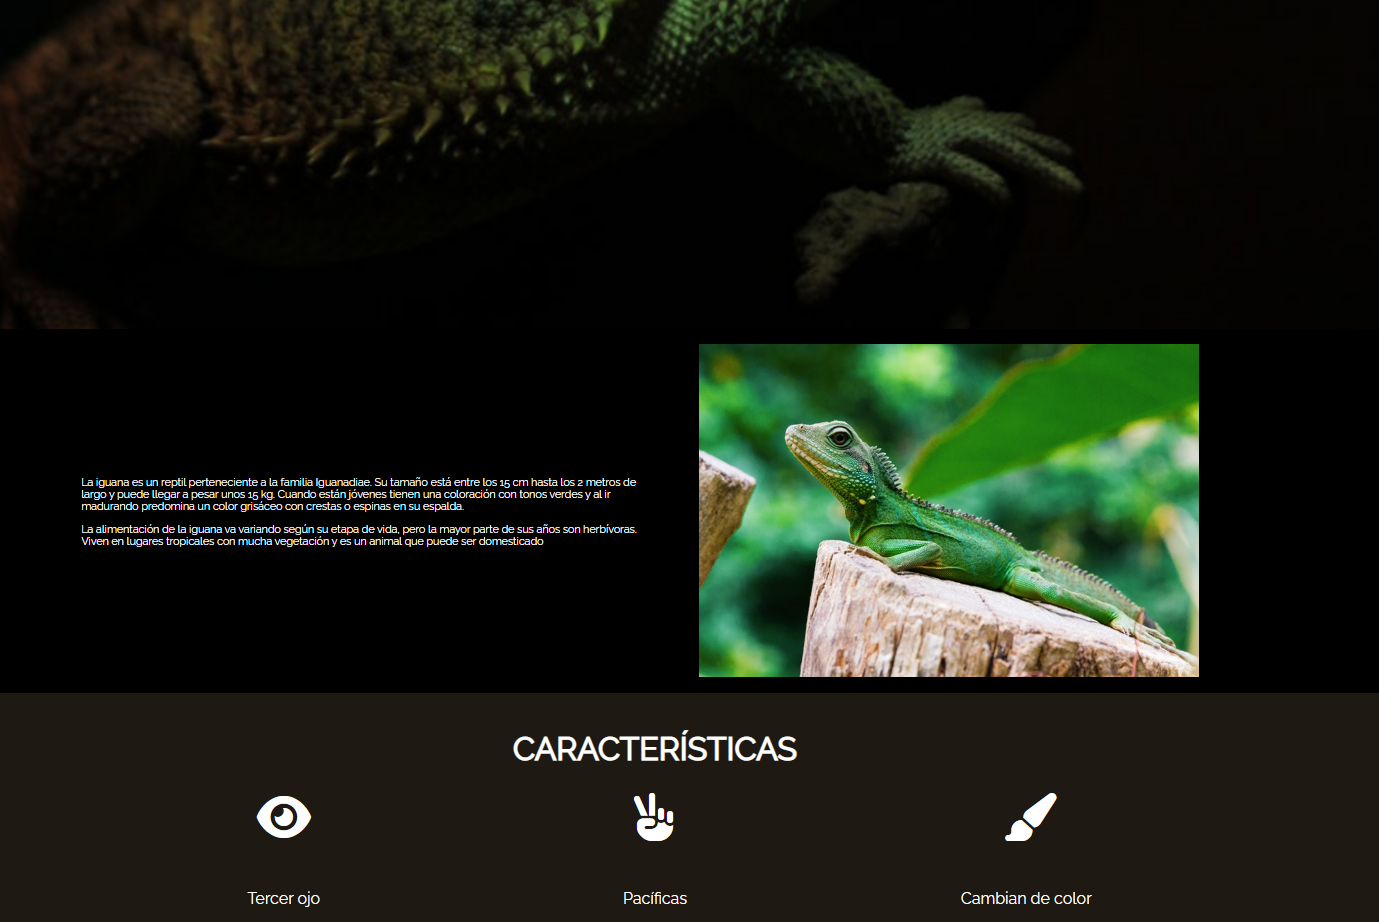 La iguana es un reptil perteneciente a la familia Iguanadiae. Su tamaño está entre los 15 cm hasta los 2 metros de
largo y puede llegar a pesar unos 15 kg. Cuando están jóvenes tienen una coloración con tonos verdes y al ir
madurando predomina un color grisáceo con crestas o espinas en su espalda.
La alimentación de la iguana va variando según su etapa de vida, pero la mayor parte de sus años son herbívoras.
Viven en lugares tropicales con mucha vegetación y es un animal que puede ser domesticado
CARACTERÍSTICAS
Tercer ojo
Pacíficas
Cambian de color